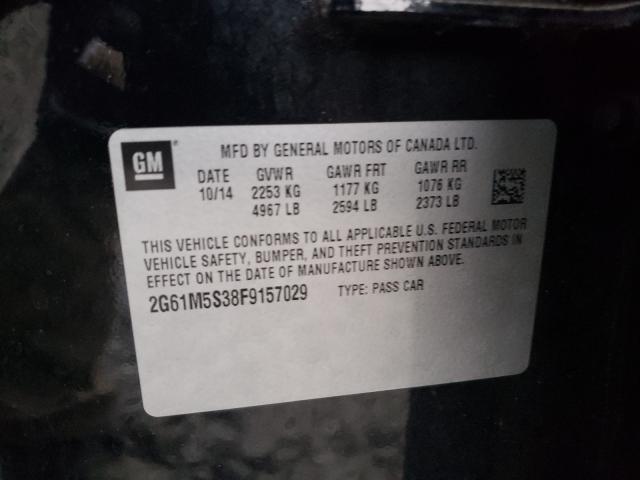 GM
MFD BY GENERAL MOTORS OF CANADA LTD.
DATE GVWR GAWR FRT GAWR RR
10/14 2253 KG 1177 KG 1076 KG
4967 LB 2594 LB 2373 LB
THIS VEHICLE CONFORMS TO ALL APPLICABLE U.S. FEDERAL MOTOR
VEHICLE SAFETY, BUMPER, AND THEFT PREVENTION STANDARDS IN
EFFECT ON THE DATE OF MANUFACTURE SHOWN ABOVE.
2G61M5S38F9157029 TYPE: PASS CAR